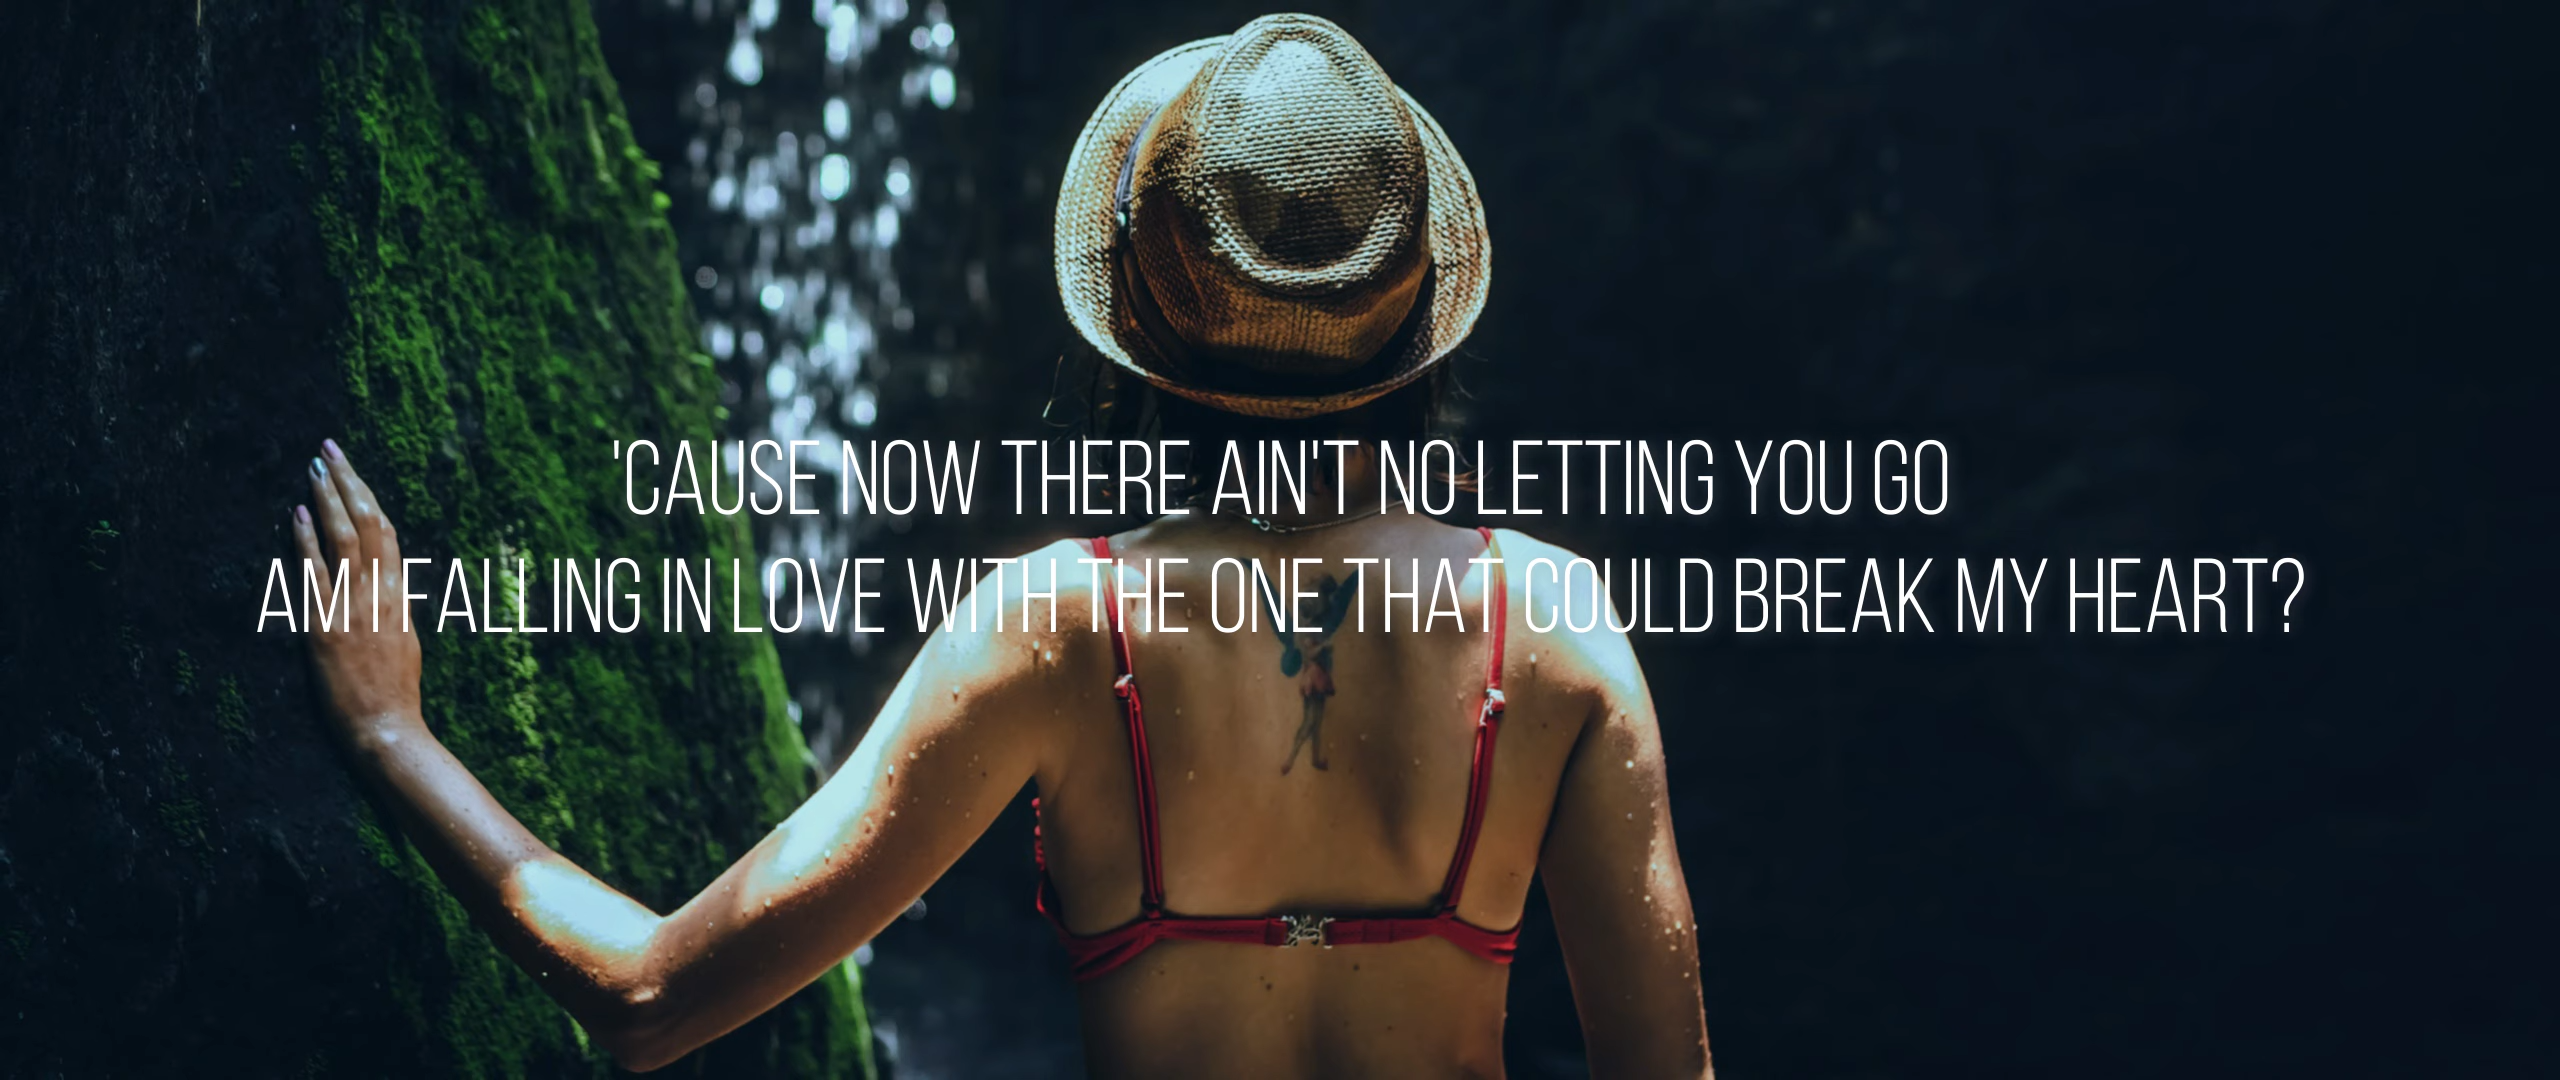 'CAUSE NOW THERE AIN'T NO LETTING YOU GO
AM I FALLING IN LOVE WITH THE ONE THAT COULD BREAK MY HEART?